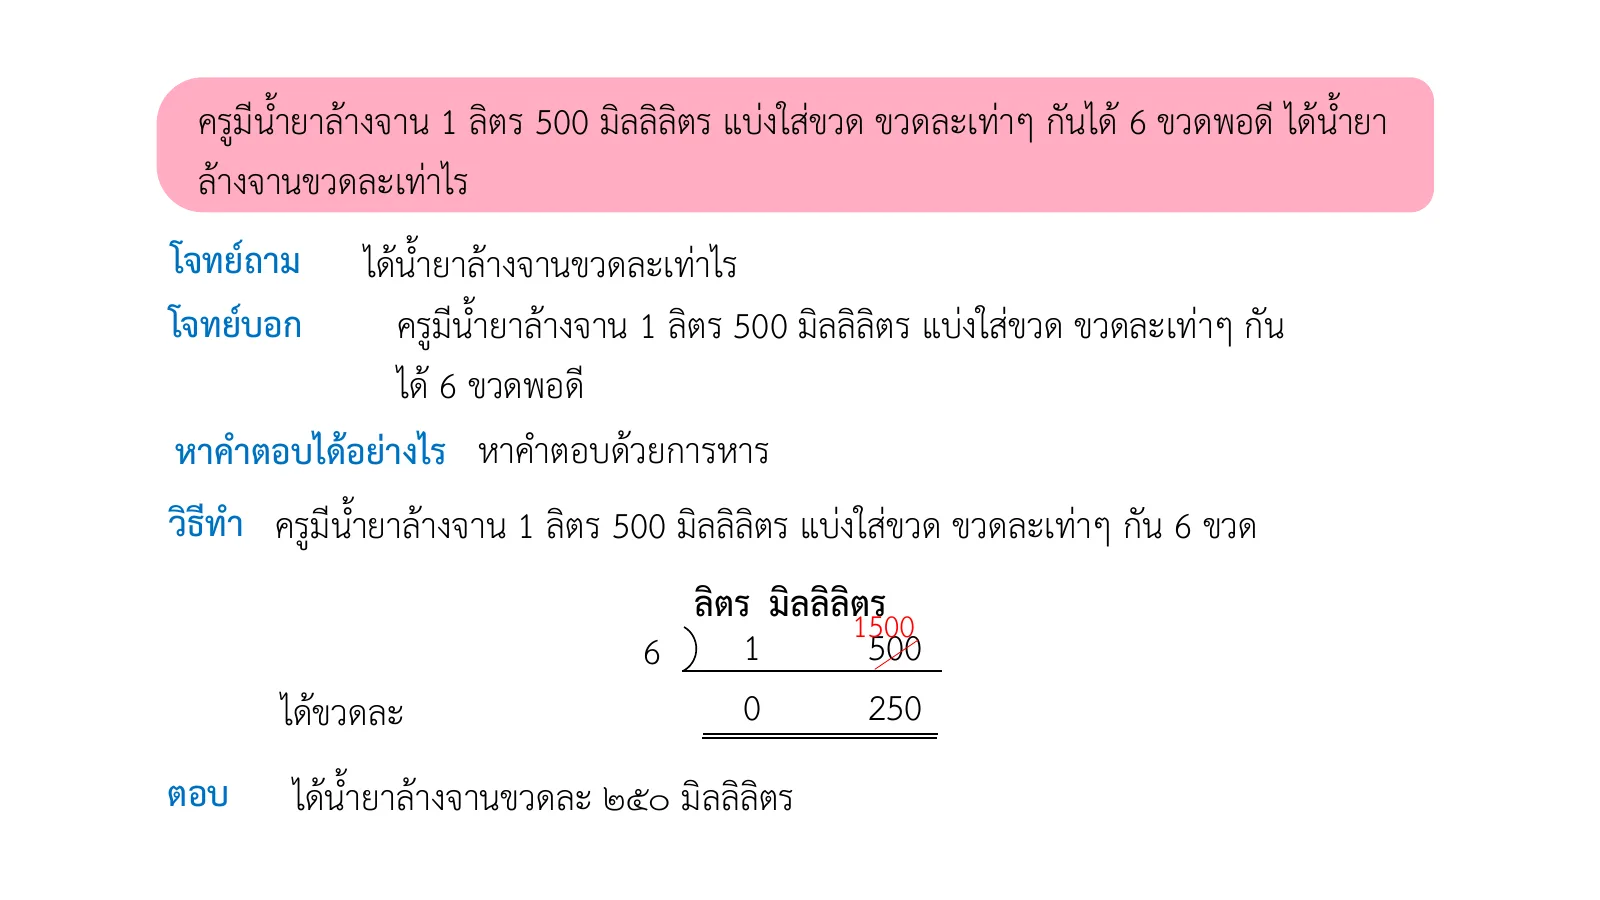 ครูมีน้ำยาล้างจาน 1 ลิตร 500 มิลลิลิตร แบ่งใส่ขวด ขวดละเท่าๆ กันได้ 6 ขวดพอดี ได้น้ำยา
ล้างจานขวดละเท่าไร
โจทย์ถาม ได้น้ำยาล้างจานขวดละเท่าไร
โจทย์บอก ครูมีน้ำยาล้างจาน 1 ลิตร 500 มิลลิลิตร แบ่งใส่ขวด ขวดละเท่าๆ กัน
ได้ 6 ขวดพอดี
หาคำตอบได้อย่างไร หาคำตอบด้วยการหาร
วิธีทำ ครูมีน้ำยาล้างจาน 1 ลิตร 500 มิลลิลิตร แบ่งใส่ขวด ขวดละเท่าๆ กัน 6 ขวด
ลิตร มิลลิลิตร
1500
6 ) 1 500
ได้ขวดละ 0 250
ตอบ ได้น้ำยาล้างจานขวดละ ๒๕๐ มิลลิลิตร